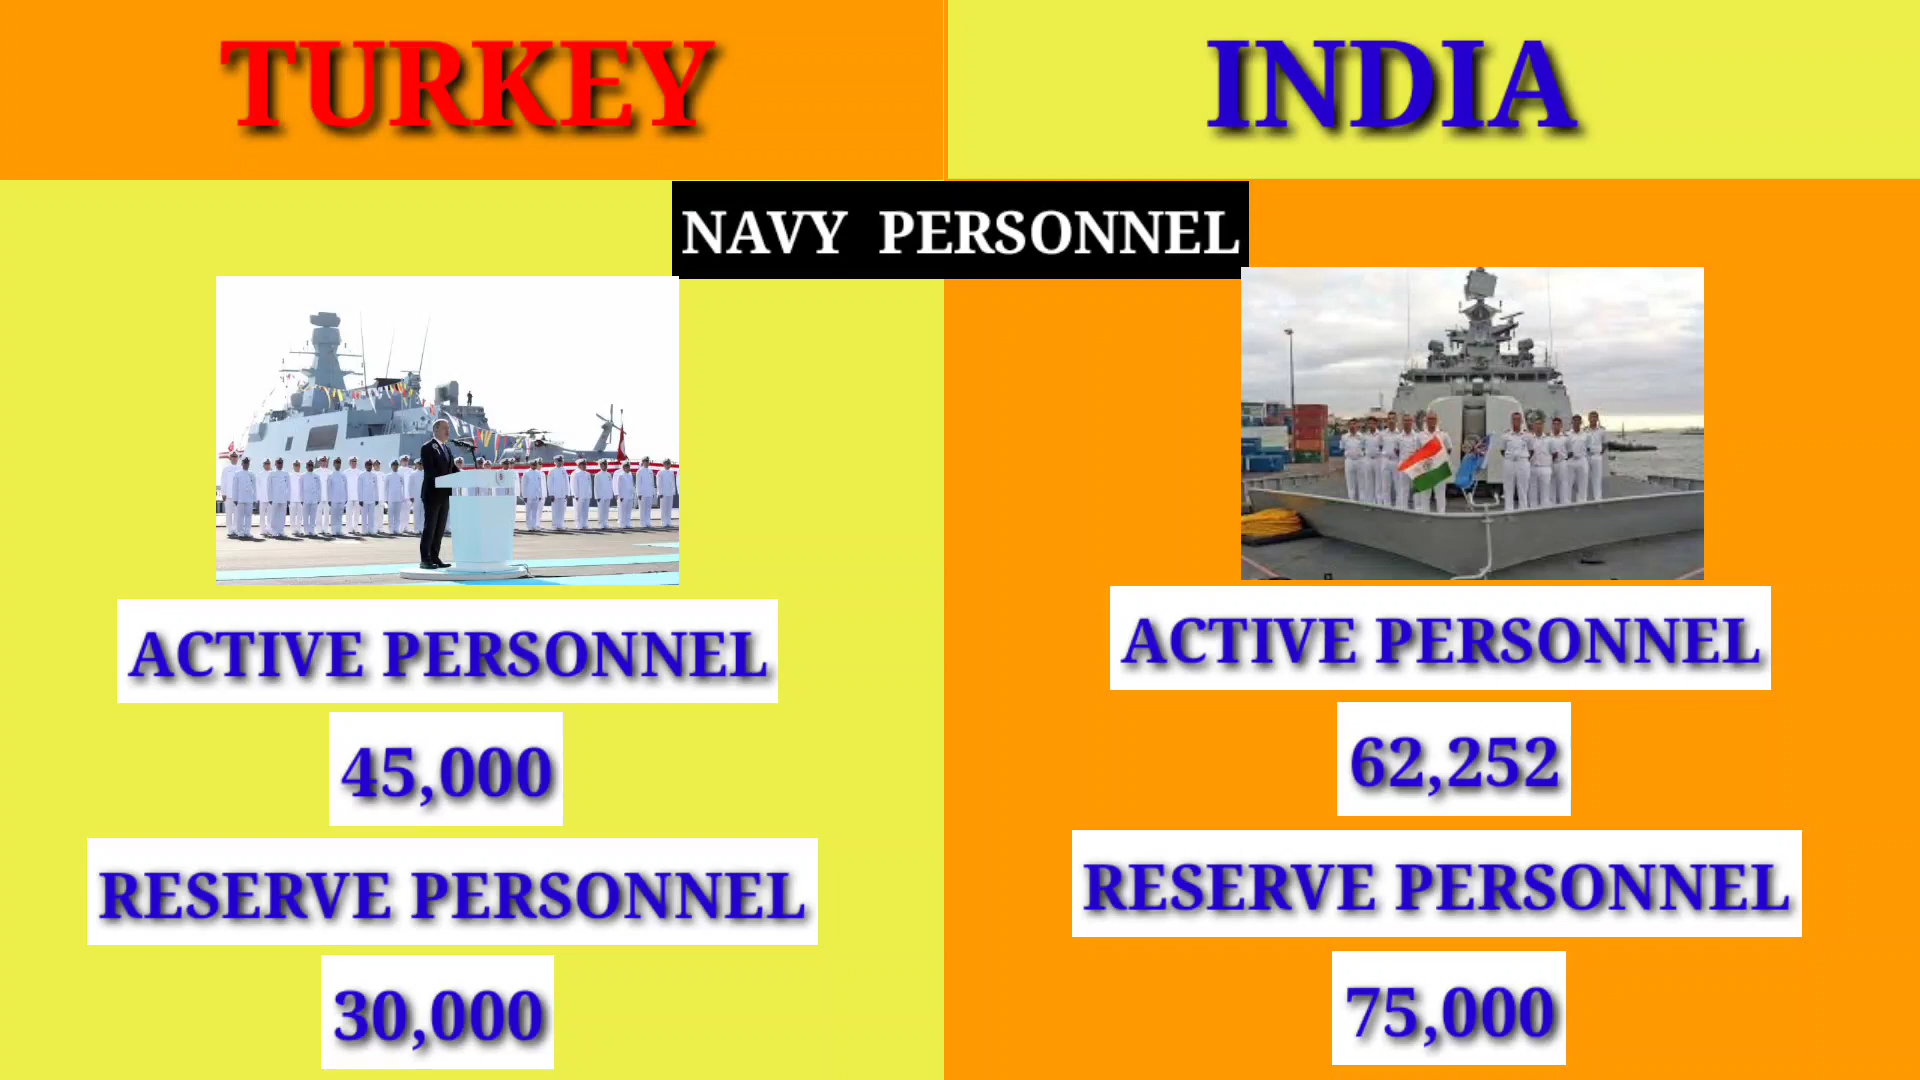 TURKEY
INDIA
NAVY PERSONNEL
ACTIVE PERSONNEL
45,000
RESERVE PERSONNEL
30,000
ACTIVE PERSONNEL
62,252
RESERVE PERSONNEL
75,000